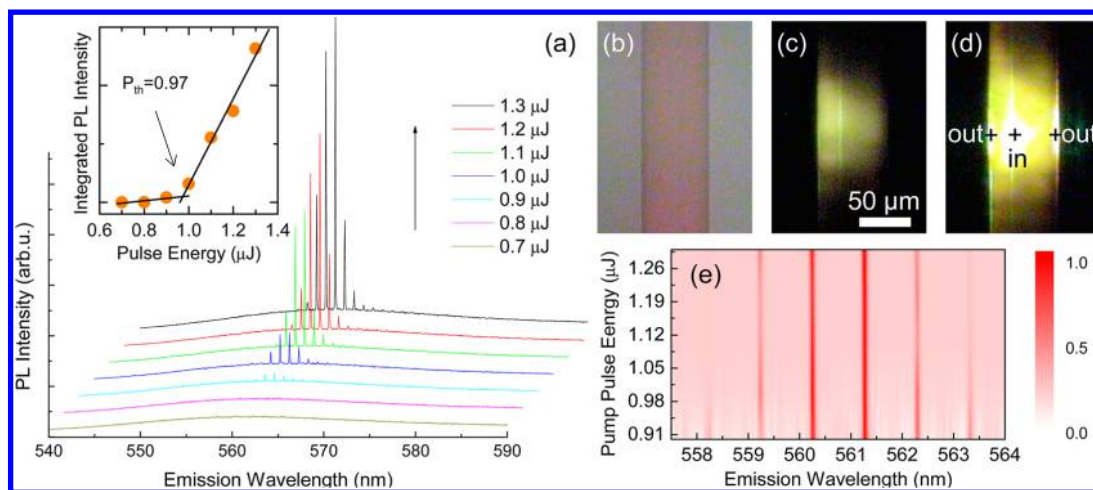 (a)
Integrated PL Intensity
P_th=0.97
0.6 0.8 1.0 1.2 1.4
Pulse Energy (μJ)
1.3 μJ
1.2 μJ
1.1 μJ
1.0 μJ
0.9 μJ
0.8 μJ
0.7 μJ
PL Intensity (arb.u.)
540 550 560 570 580 590
Emission Wavelength (nm)
(b)
(c)
50 μm
(d)
out + + + out
in
(e)
Pump Pulse Eenrgy (μJ)
1.26
1.19
1.12
1.05
0.98
0.91
558 559 560 561 562 563 564
Emission Wavelength (nm)
1.0
0.5
0.0